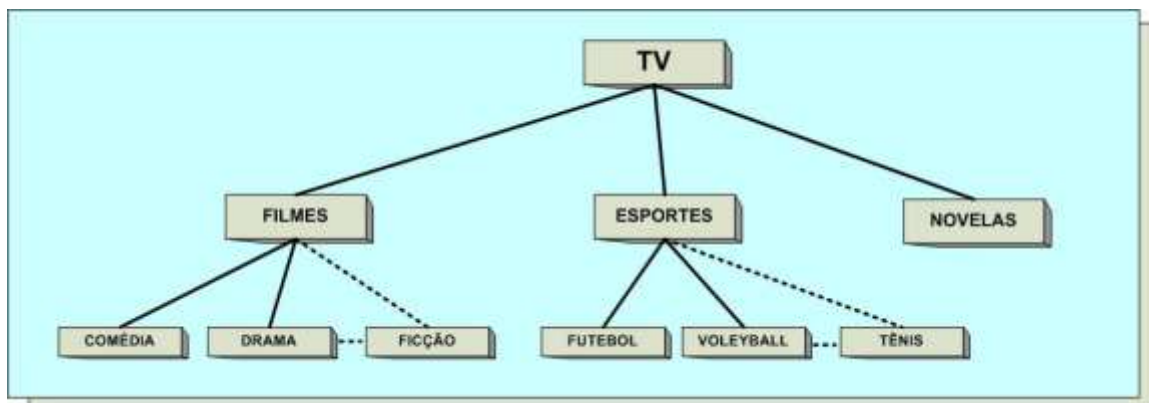 TV
FILMES
ESPORTES
NOVELAS
COMÉDIA
DRAMA
FICÇÃO
FUTEBOL
VOLEYBALL
TÊNIS